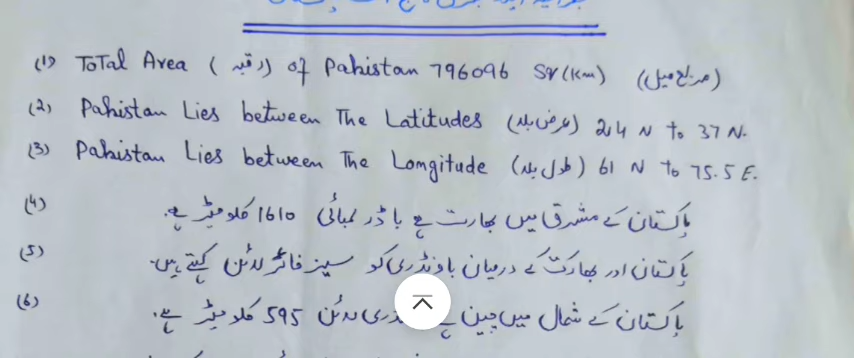 (1) Total Area (رقبہ) of Pakistan 796096 Sq (Km) (مربع میل)
(2) Pakistan Lies between The Latitudes (عرض بلد) 24 N to 37 N.
(3) Pakistan Lies between The Longitude (طول بلد) 61 N to 75.5 E.
(4) پاکستان کے مشرق میں بھارت ہے باڈر لمبائی 1610 کلومیٹر ہے۔
(5) پاکستان اور بھارت کے درمیان باونڈری کو سیز فائر لائن کہتے ہیں۔
(6) پاکستان کے شمال میں چین ہے لائن 595 کلومیٹر ہے۔